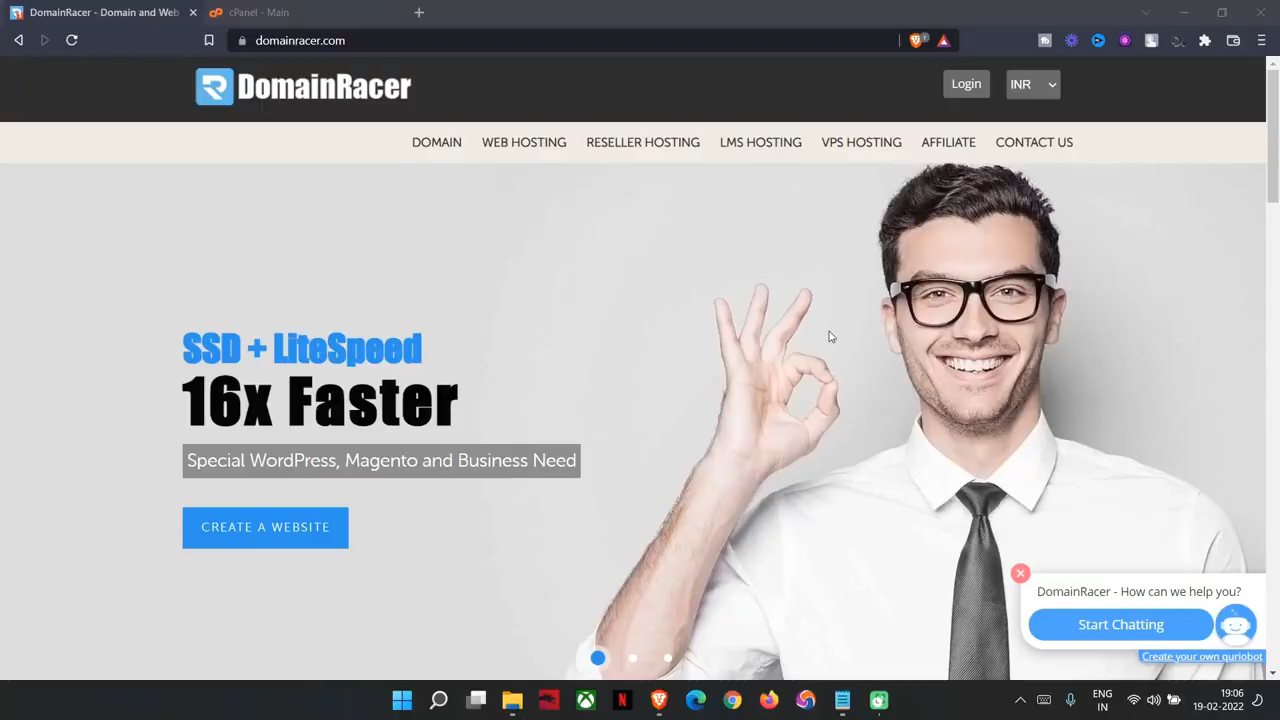 DomainRacer - Domain and Web
cPanel - Main
domainracer.com
1
DomainRacer
Login
INR
DOMAIN
WEB HOSTING
RESELLER HOSTING
LMS HOSTING
VPS HOSTING
AFFILIATE
CONTACT US
SSD + LiteSpeed
16x Faster
Special WordPress, Magento and Business Need
CREATE A WEBSITE
DomainRacer - How can we help you?
Start Chatting
Create your own quriobot
ENG
IN
19:06
19-02-2022